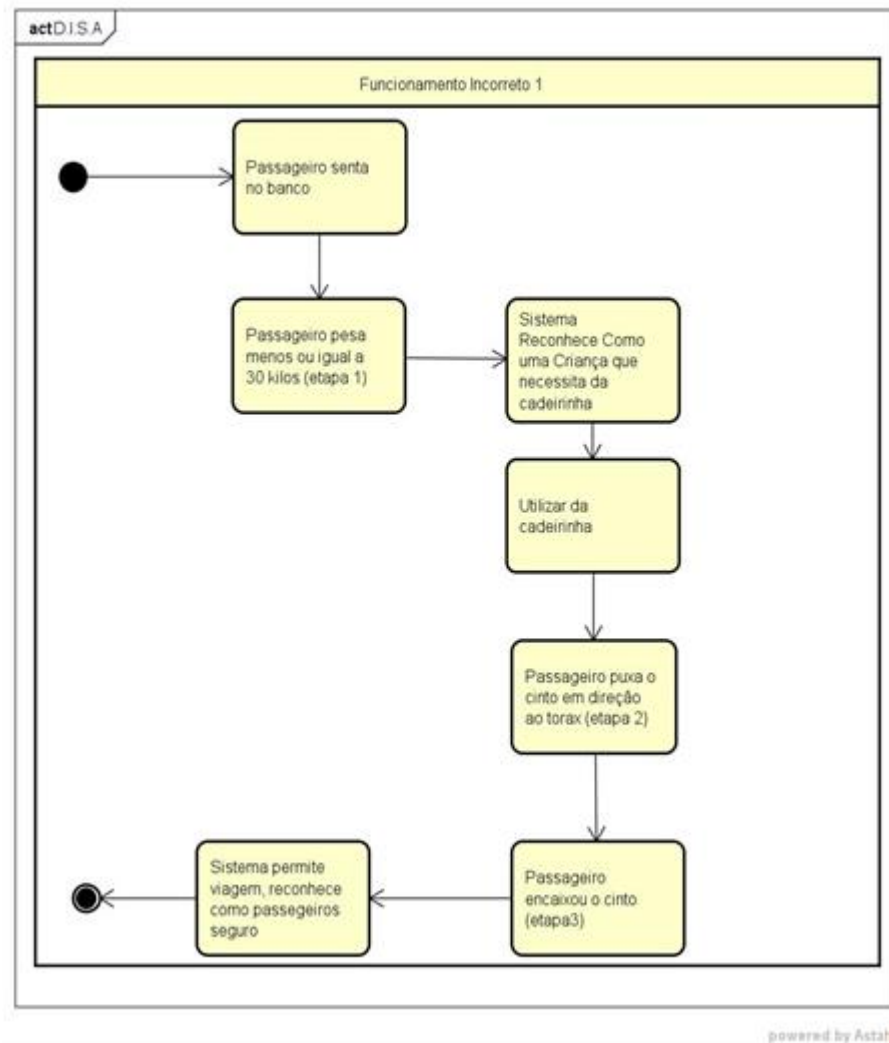 act D.I.S.A
Funcionamento Incorreto 1
Passageiro senta
no banco
Passageiro pesa
menos ou igual a
30 kilos (etapa 1)
Sistema
Reconhece Como
uma Criança que
necessita da
cadeirinha
Utilizar da
cadeirinha
Passageiro puxa o
cinto em direção
ao torax (etapa 2)
Passageiro
encaixou o cinto
(etapa3)
Sistema permite
viagem, reconhece
como passegeiros
seguro
powered by Astah